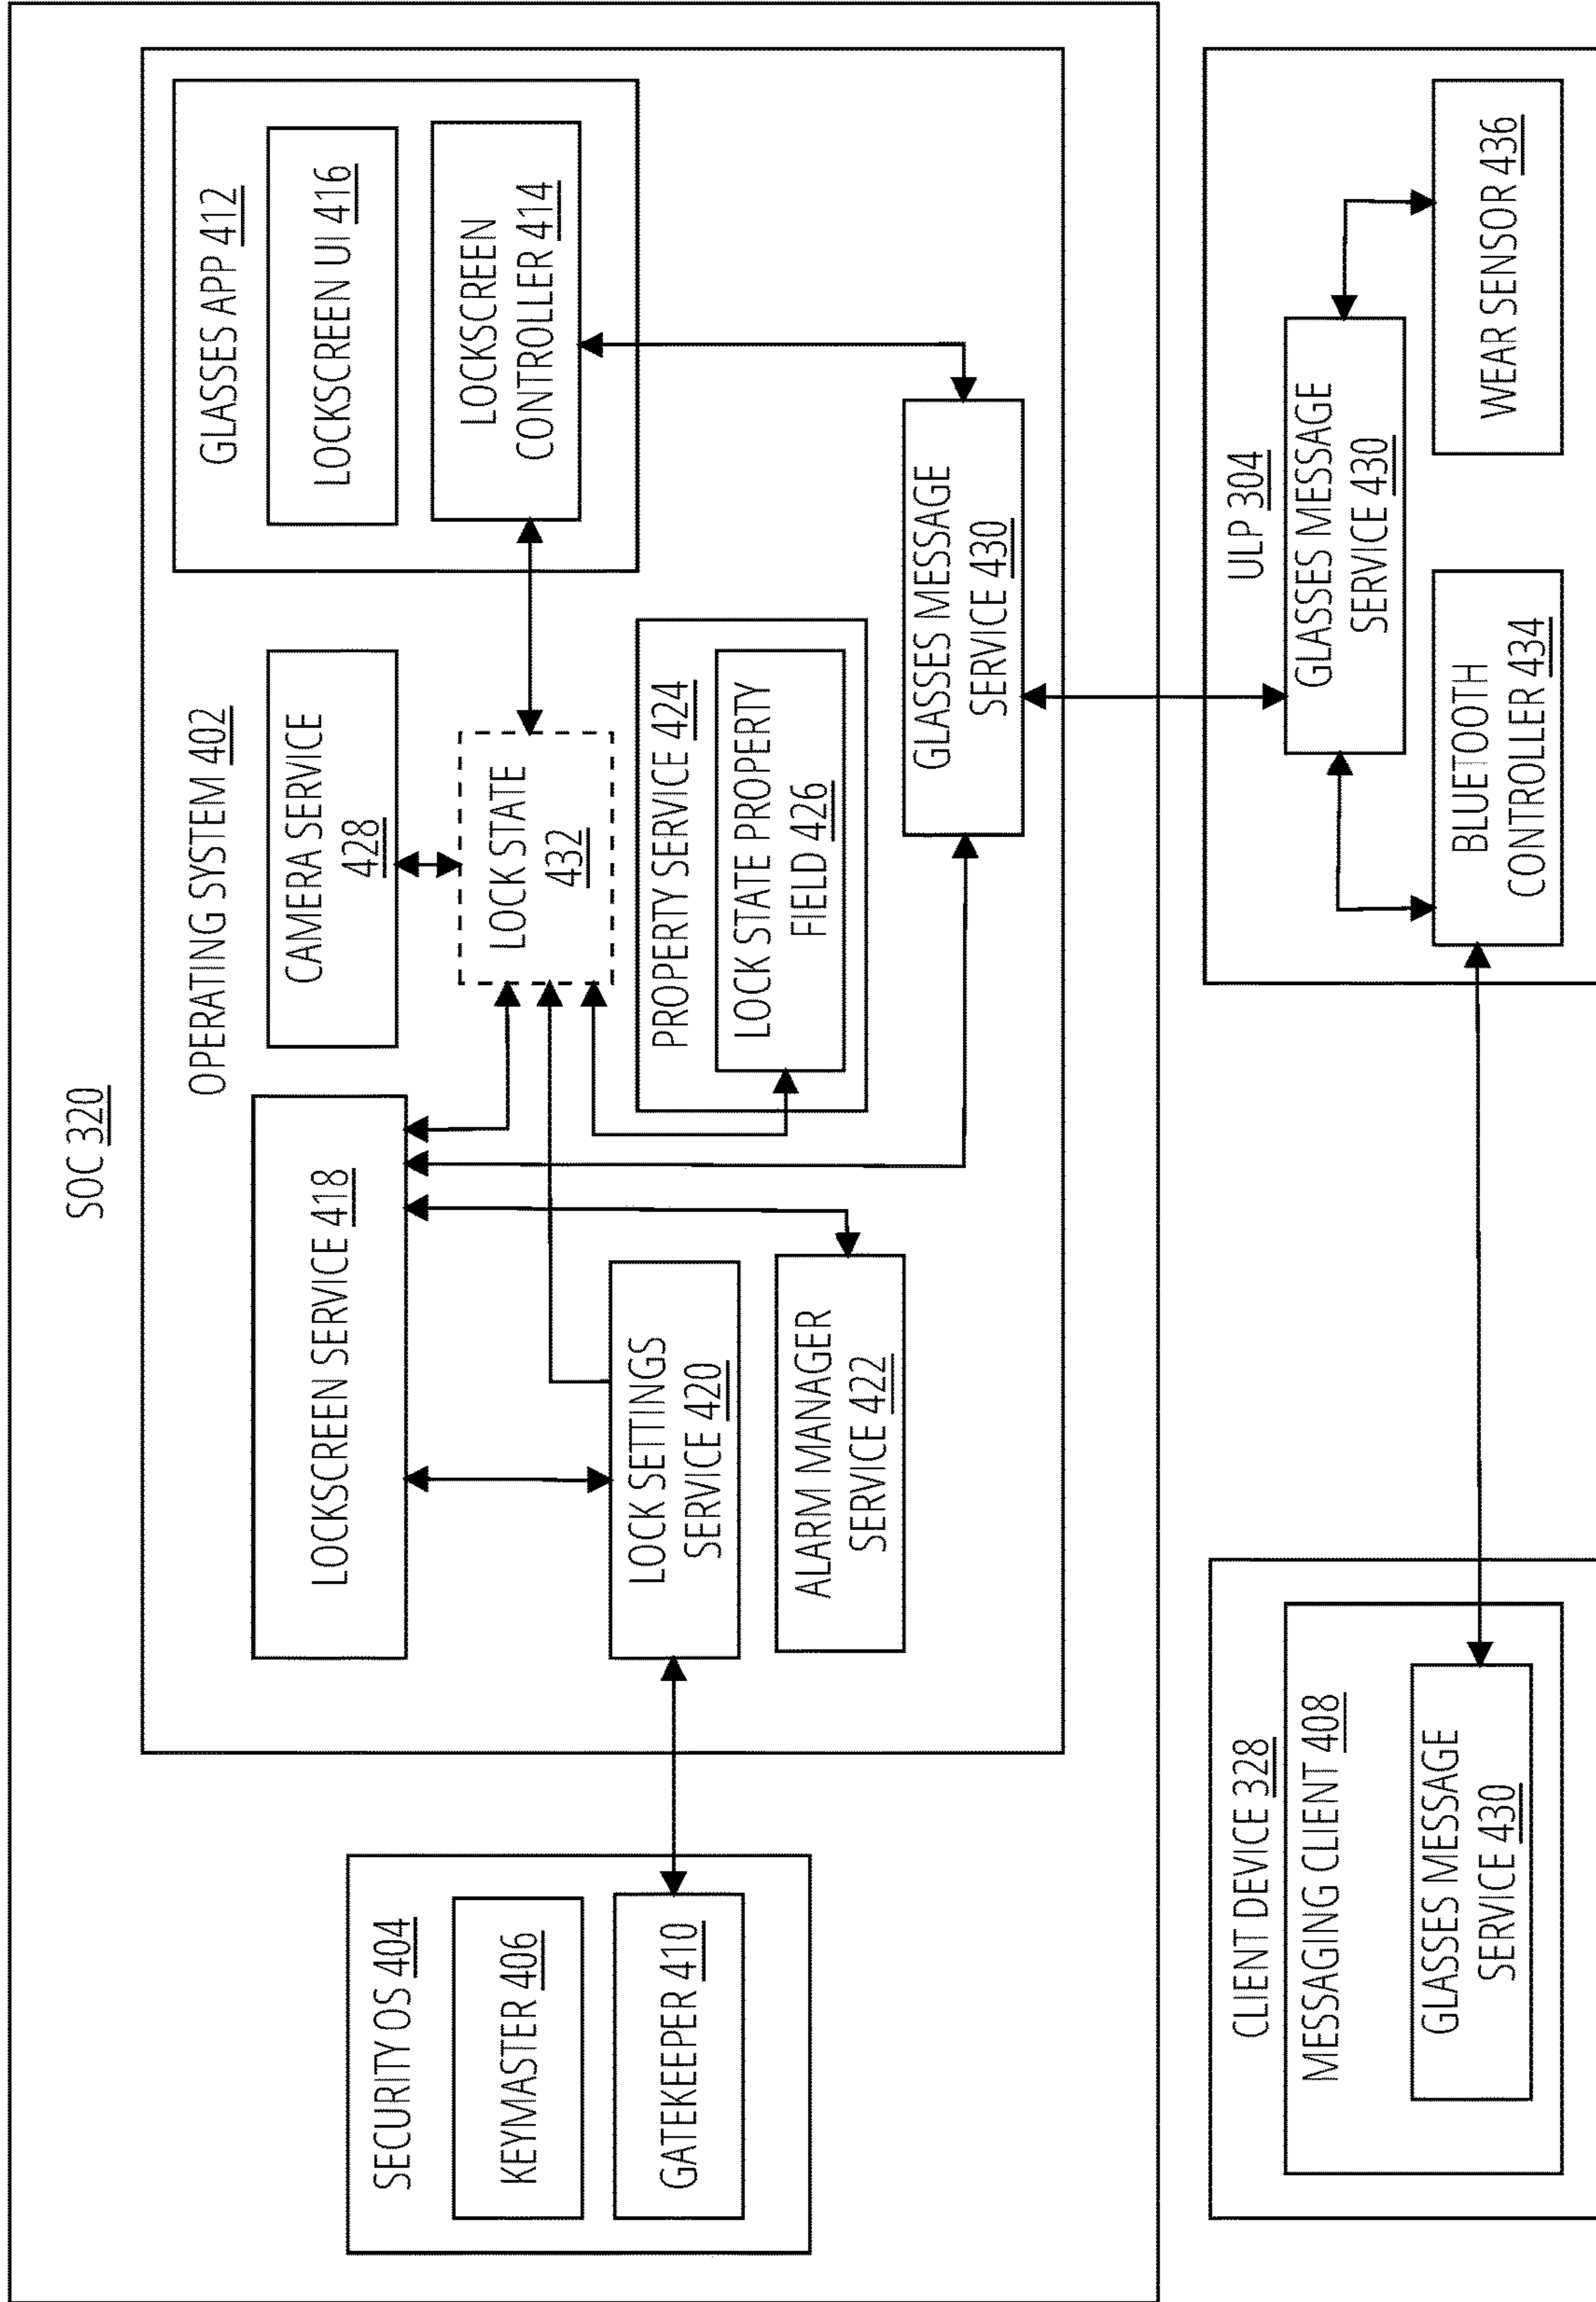 SOC 320
SECURITY OS 404
KEYMASTER 406
GATEKEEPER 410
OPERATING SYSTEM 402
LOCKSCREEN SERVICE 418
LOCK SETTINGS
SERVICE 420
ALARM MANAGER
SERVICE 422
CAMERA SERVICE
428
LOCK STATE
432
PROPERTY SERVICE 424
LOCK STATE PROPERTY
FIELD 426
GLASSES APP 412
LOCKSCREEN UI 416
LOCKSCREEN
CONTROLLER 414
GLASSES MESSAGE
SERVICE 430
CLIENT DEVICE 328
MESSAGING CLIENT 408
GLASSES MESSAGE
SERVICE 430
ULP 304
GLASSES MESSAGE
SERVICE 430
BLUETOOTH
CONTROLLER 434
WEAR SENSOR 436